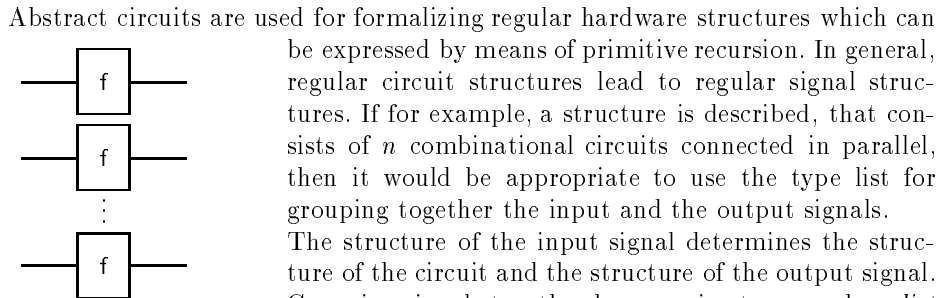 Abstract circuits are used for formalizing regular hardware structures which can
be expressed by means of primitive recursion. In general,
regular circuit structures lead to regular signal struc-
tures. If for example, a structure is described, that con-
sists of n combinational circuits connected in parallel,
then it would be appropriate to use the type list for
grouping together the input and the output signals.
The structure of the input signal determines the struc-
ture of the circuit and the structure of the output signal.
f
f
⋮
f